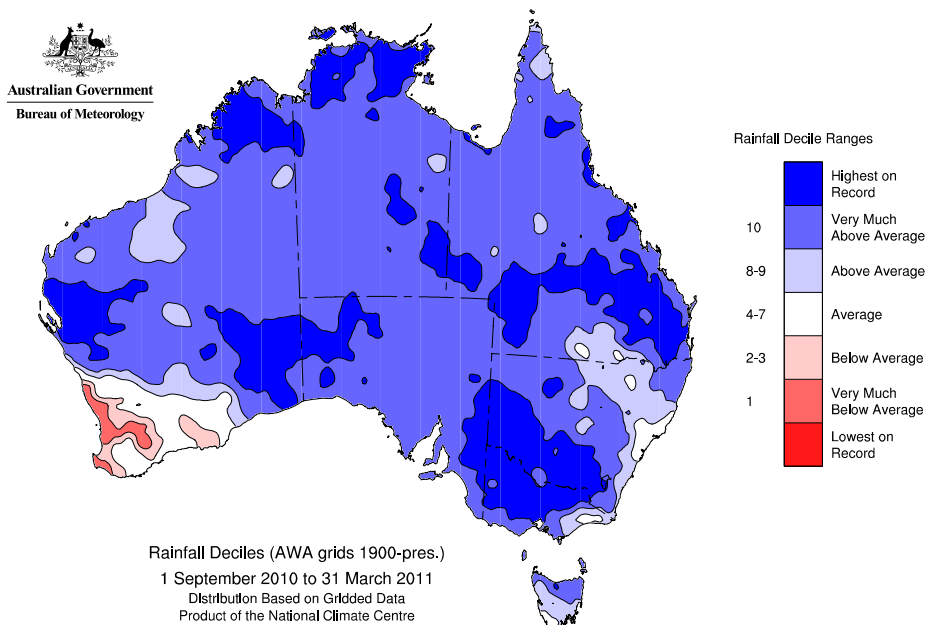 Australian Government
Bureau of Meteorology
Rainfall Decile Ranges
Highest on
Record
10
Very Much
Above Average
8-9
Above Average
4-7
Average
2-3
Below Average
1
Very Much
Below Average
Lowest on
Record
Rainfall Deciles (AWA grids 1900-pres.)
1 September 2010 to 31 March 2011
Distribution Based on Gridded Data
Product of the National Climate Centre